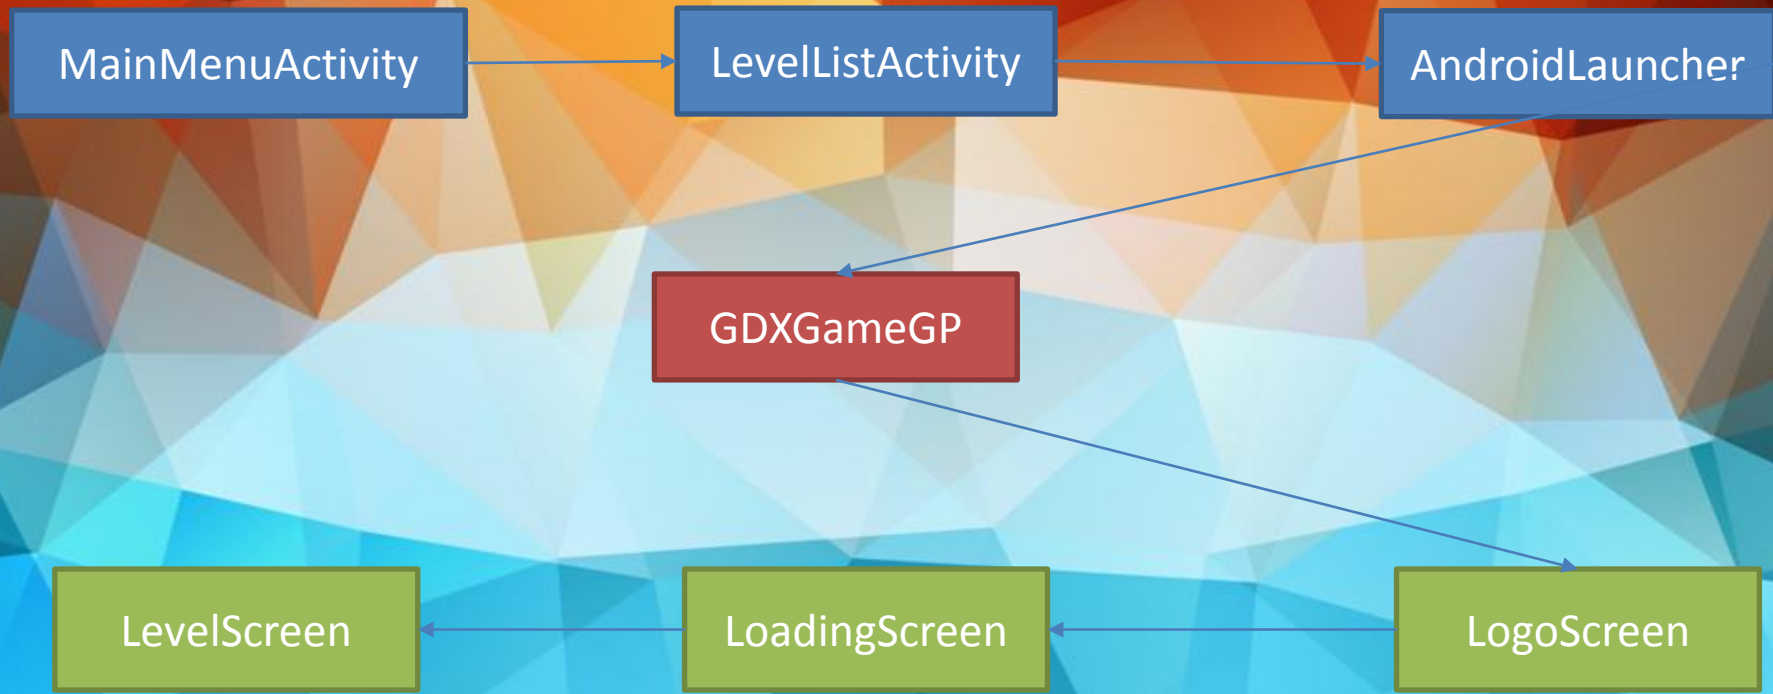 MainMenuActivity
LevelListActivity
AndroidLauncher
GDXGameGP
LevelScreen
LoadingScreen
LogoScreen